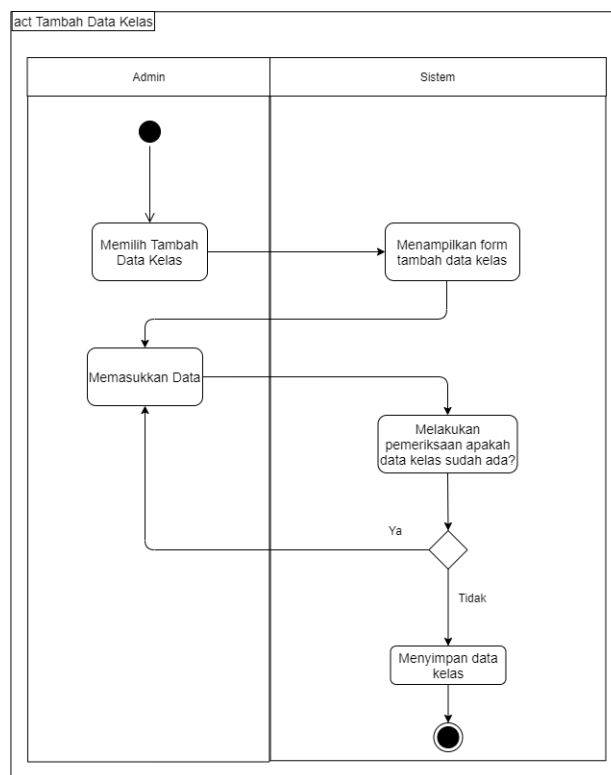 act Tambah Data Kelas
Admin
Sistem
Memilih Tambah
Data Kelas
Menampilkan form
tambah data kelas
Memasukkan Data
Melakukan
pemeriksaan apakah
data kelas sudah ada?
Ya
Tidak
Menyimpan data
kelas